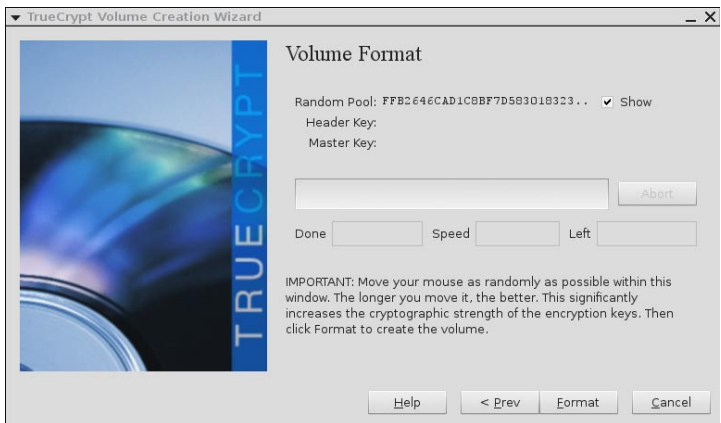 TrueCrypt Volume Creation Wizard
TRUECRYPT
Volume Format
Random Pool: FFB2646CAD1C8BF7D583018323.. Show
Header Key:
Master Key:
Abort
Done Speed Left
IMPORTANT: Move your mouse as randomly as possible within this
window. The longer you move it, the better. This significantly
increases the cryptographic strength of the encryption keys. Then
click Format to create the volume.
Help < Prev Format Cancel